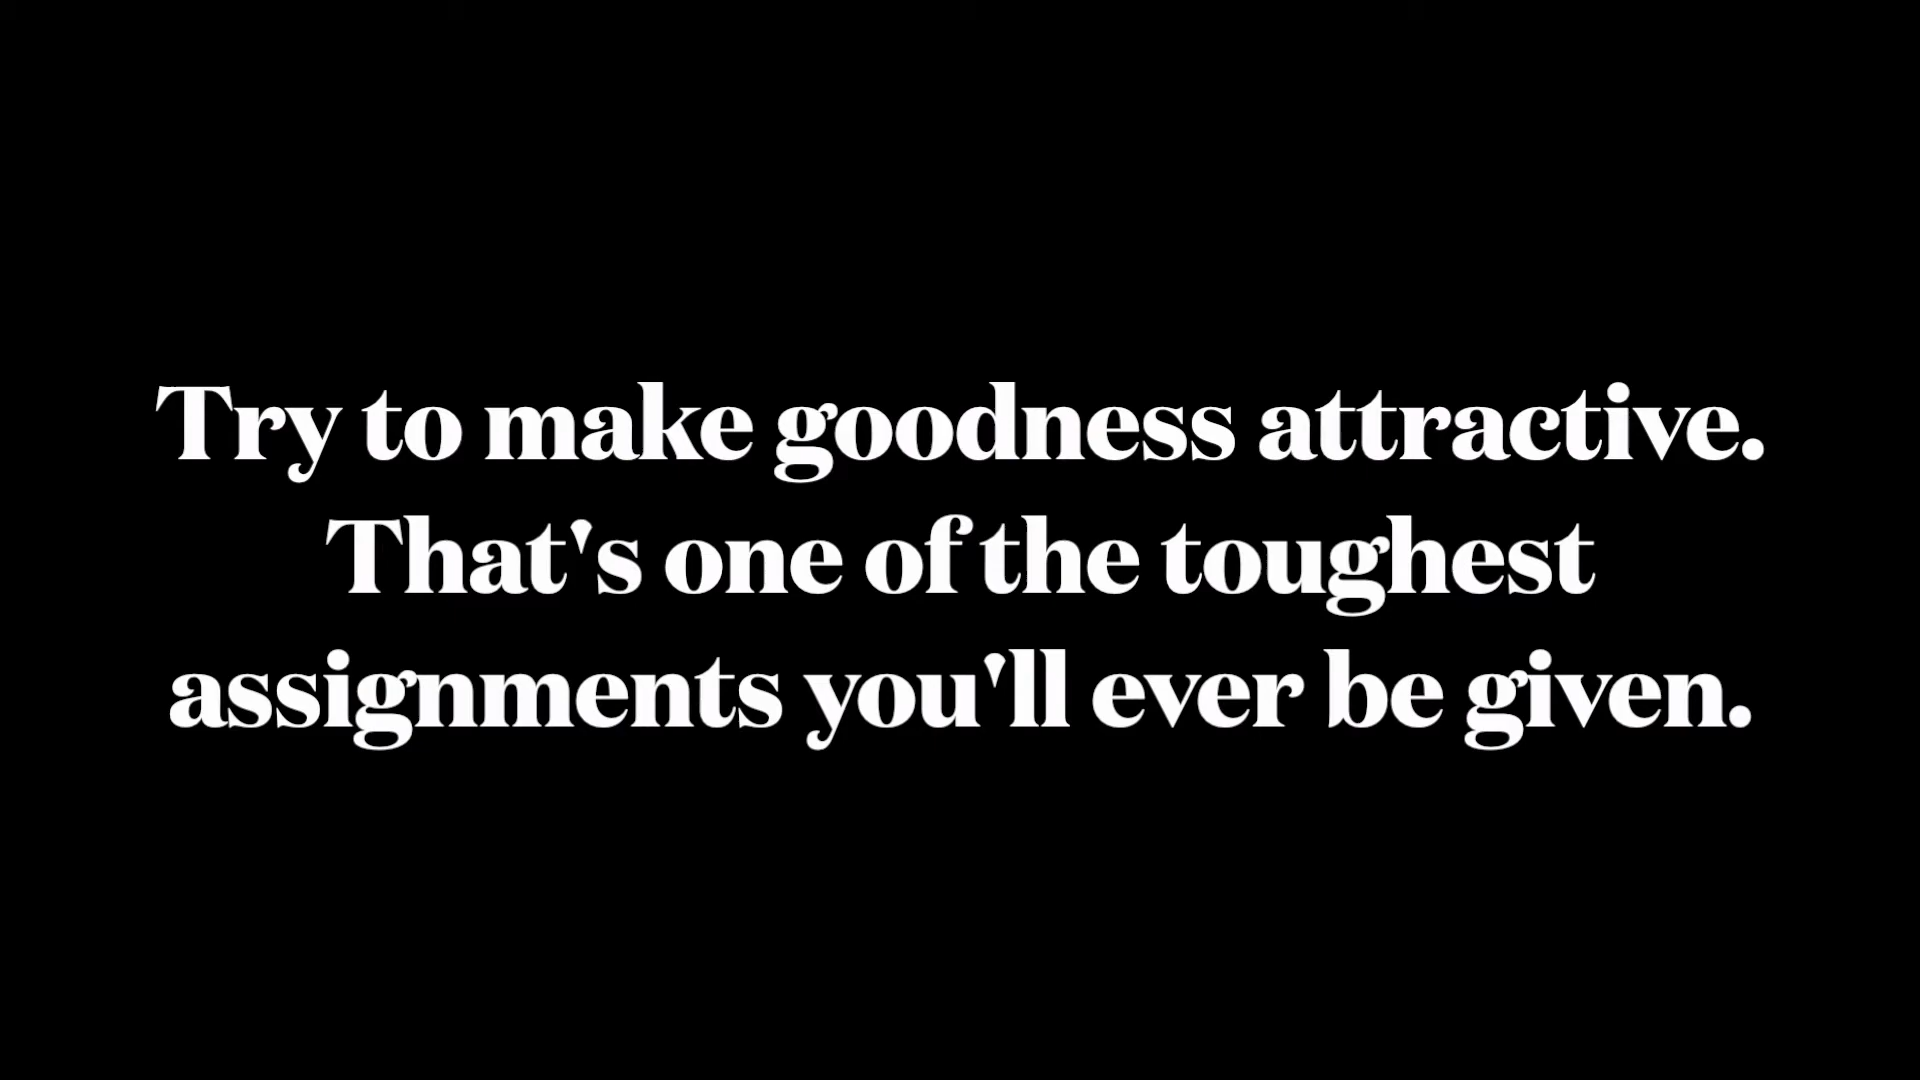 Try to make goodness attractive.
That's one of the toughest
assignments you'll ever be given.